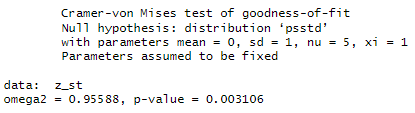 Cramer-von Mises test of goodness-of-fit
Null hypothesis: distribution ‘psstd’
with parameters mean = 0, sd = 1, nu = 5, xi = 1
Parameters assumed to be fixed
data:  z_st
omega2 = 0.95588, p-value = 0.003106